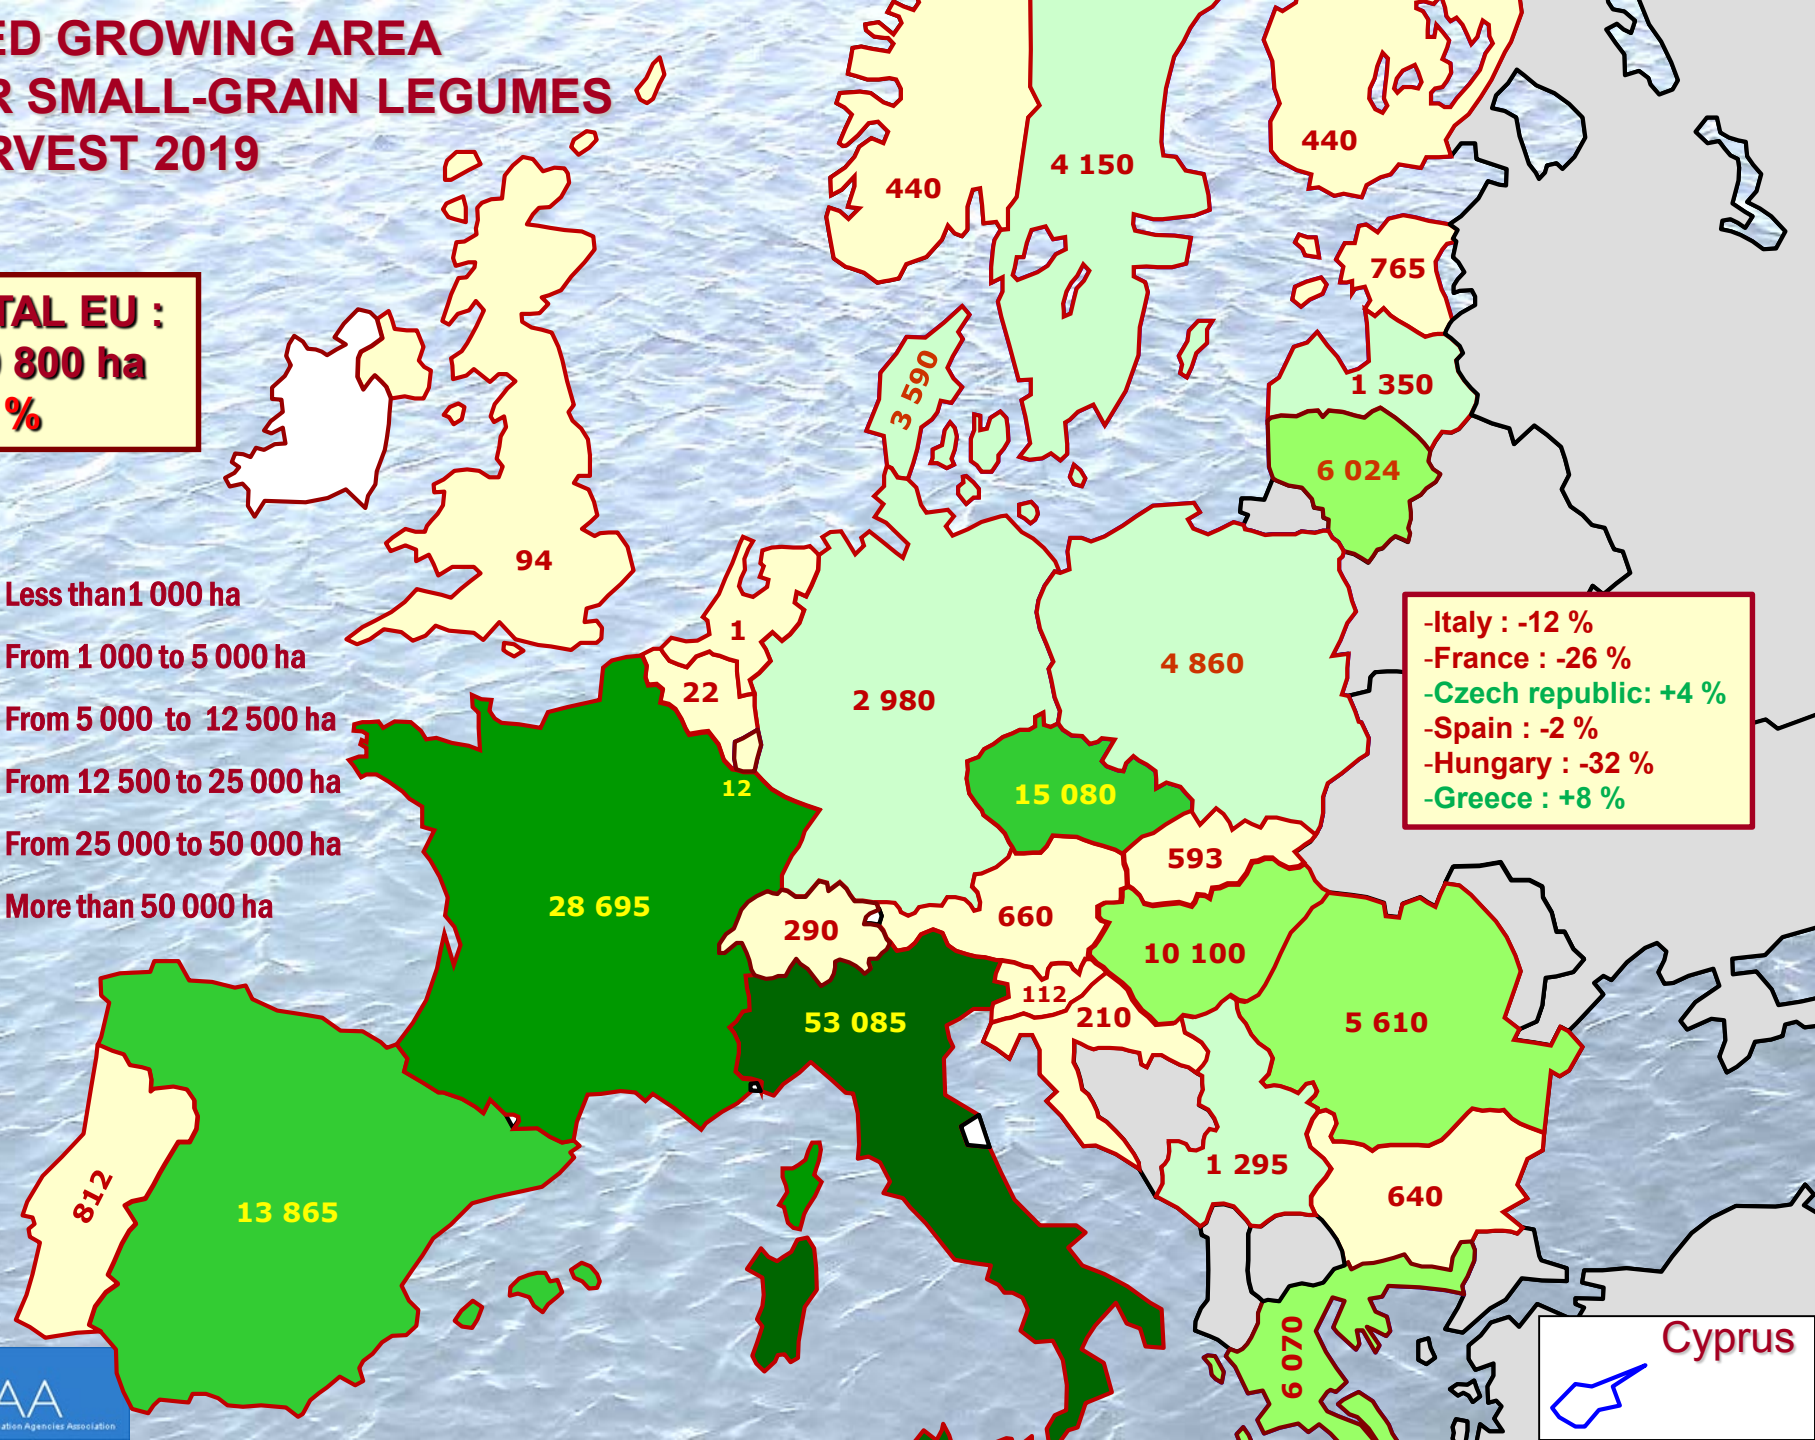 ED GROWING AREA
R SMALL-GRAIN LEGUMES
RVEST 2019
TAL EU :
800 ha
%
Less than1 000 ha
From 1 000 to 5 000 ha
From 5 000 to 12 500 ha
From 12 500 to 25 000 ha
From 25 000 to 50 000 ha
More than 50 000 ha
440
4 150
440
765
1 350
6 024
3 590
94
1
22
12
2 980
4 860
15 080
593
28 695
290
660
10 100
112
210
53 085
5 610
1 295
640
812
13 865
6 070
-Italy : -12 %
-France : -26 %
-Czech republic: +4 %
-Spain : -2 %
-Hungary : -32 %
-Greece : +8 %
Cyprus
AA
ation Agencies Association